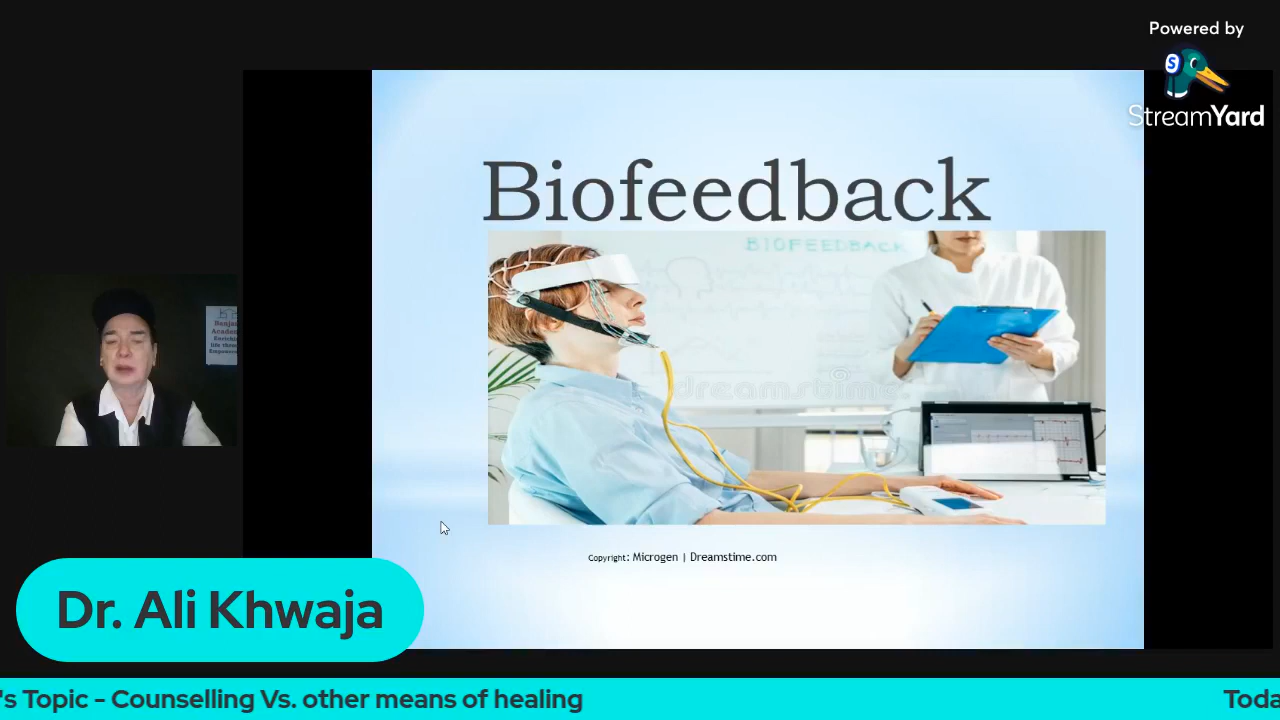 Powered by
StreamYard
Biofeedback
BIOFEEDBACK
dreamstime.
Copyright: Microgen | Dreamstime.com
Dr. Ali Khwaja
's Topic - Counselling Vs. other means of healing
Toda